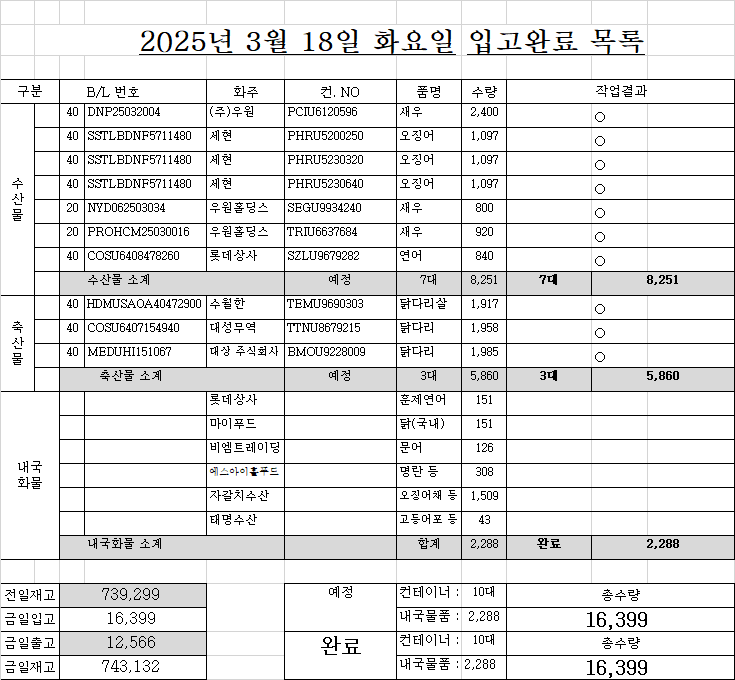 2025년 3월 18일 화요일 입고완료 목록
구분 B/L 번호 화주 컨. NO 품명 수량 작업결과
수산물
40 DNP25032004 (주)우원 PCIU6120596 새우 2,400 ○
40 SSTLBDNF5711480 세현 PHRU5200250 오징어 1,097 ○
40 SSTLBDNF5711480 세현 PHRU5230320 오징어 1,097 ○
40 SSTLBDNF5711480 세현 PHRU5230640 오징어 1,097 ○
20 NYD062503034 우원홀딩스 SEGU9934240 새우 800 ○
20 PROHCM25030016 우원홀딩스 TRIU6637684 새우 920 ○
40 COSU6408478260 롯데상사 SZLU9679282 연어 840 ○
수산물 소계 예정 7대 8,251 7대 8,251
축산물
40 HDMUSAOA40472900 수월한 TEMU9690303 닭다리살 1,917 ○
40 COSU6407154940 대성무역 TTNU8679215 닭다리 1,958 ○
40 MEDUHI151067 대상 주식회사 BMOU9228009 닭다리 1,985 ○
축산물 소계 예정 3대 5,860 3대 5,860
내국화물
롯데상사 훈제연어 151
마이푸드 닭(국내) 151
비엠트레이딩 문어 126
에스아이홀푸드 명란 등 308
자갈치수산 오징어채 등 1,509
태명수산 고등어포 등 43
내국화물 소계 합계 2,288 완료 2,288
전일재고 739,299 예정 컨테이너 : 10대 총수량
금일입고 16,399 내국물품 : 2,288 16,399
금일출고 12,566 완료 컨테이너 : 10대 총수량
금일재고 743,132 내국물품 : 2,288 16,399